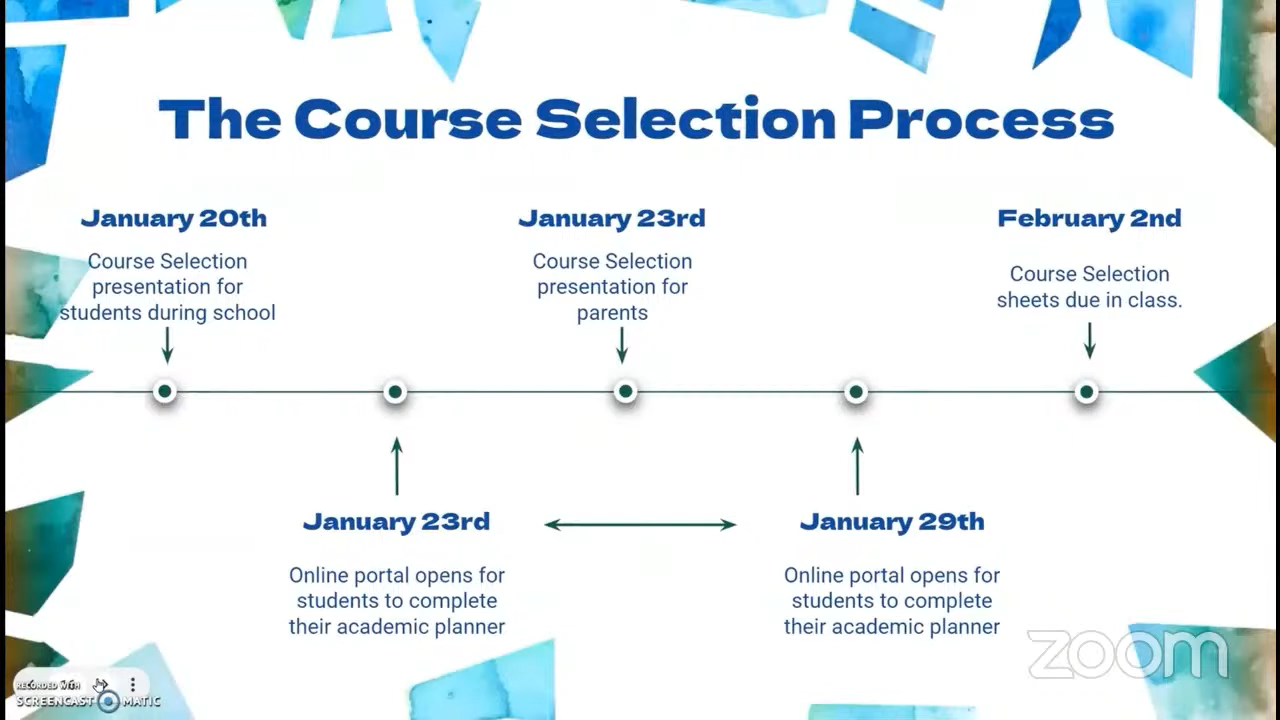 The Course Selection Process
January 20th
Course Selection
presentation for
students during school
January 23rd
Course Selection
presentation for
parents
February 2nd
Course Selection
sheets due in class.
January 23rd
Online portal opens for
students to complete
their academic planner
January 29th
Online portal opens for
students to complete
their academic planner
zoom
RECORDED WITH
SCREENCAST MATIC